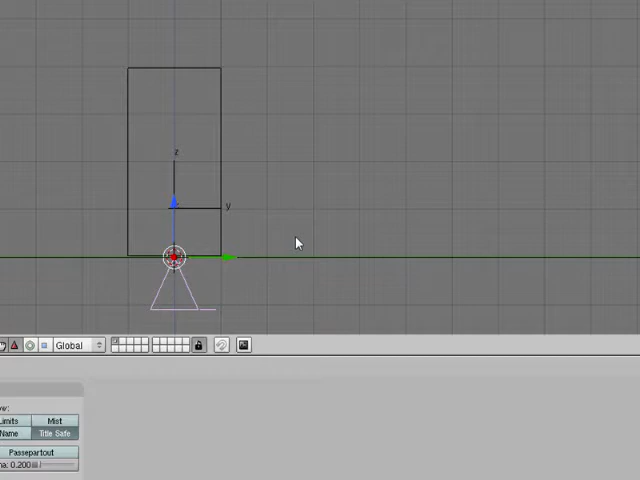 z
y
Global
w:
Limits
Mist
Name
Title Safe
Passepartout
a: 0.200